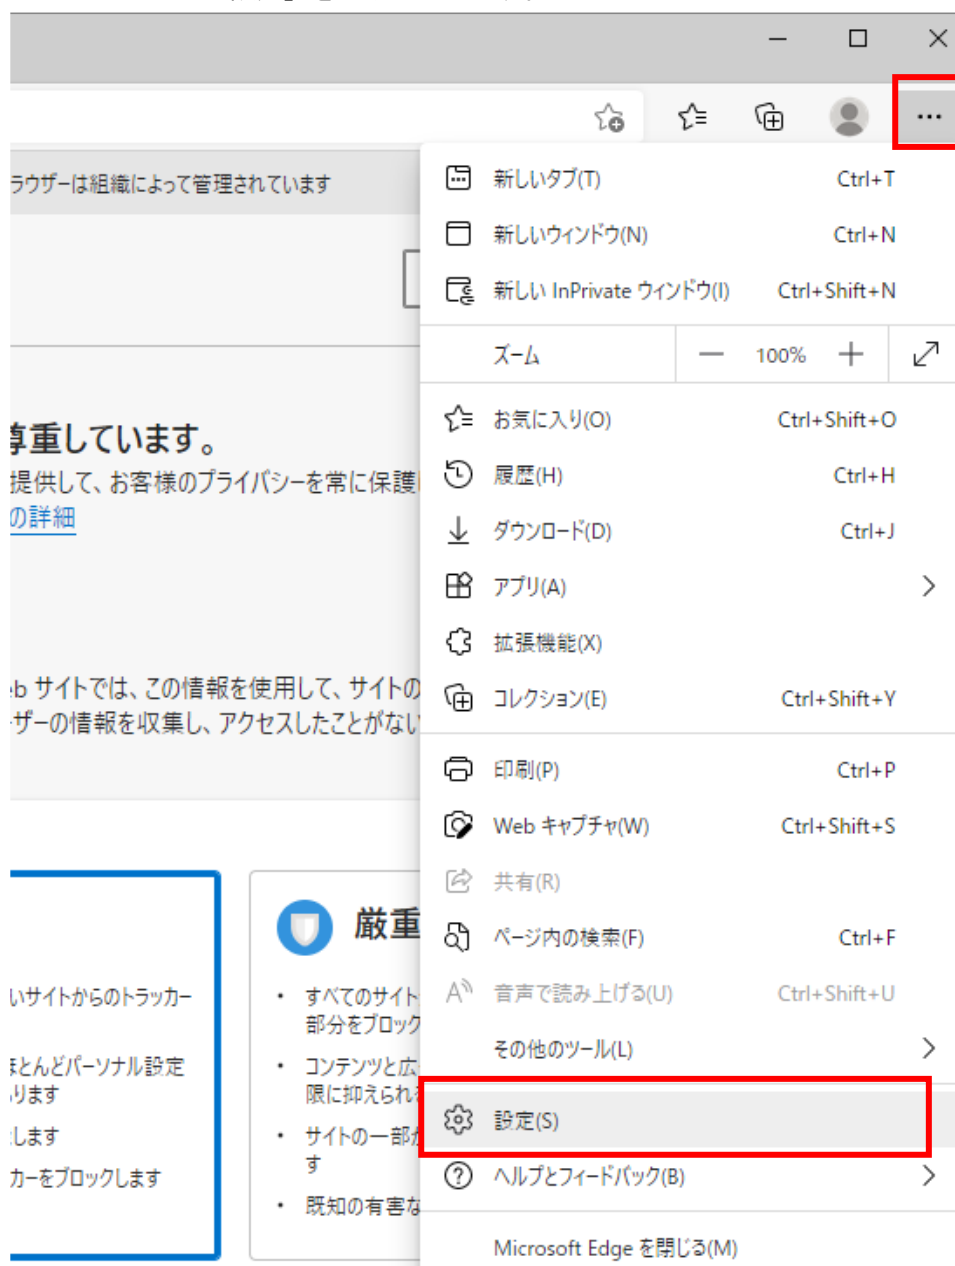 ラウザーは組織によって管理されています
新しいタブ(T) Ctrl+T
新しいウィンドウ(N) Ctrl+N
新しい InPrivate ウィンドウ(I) Ctrl+Shift+N
ズーム 100%
お気に入り(O) Ctrl+Shift+O
履歴(H) Ctrl+H
ダウンロード(D) Ctrl+J
アプリ(A)
拡張機能(X)
コレクション(E) Ctrl+Shift+Y
印刷(P) Ctrl+P
Web キャプチャ(W) Ctrl+Shift+S
共有(R)
ページ内の検索(F) Ctrl+F
音声で読み上げる(U) Ctrl+Shift+U
その他のツール(L)
設定(S)
ヘルプとフィードバック(B)
Microsoft Edge を閉じる(M)
尊重しています。
提供して、お客様のプライバシーを常に保護
の詳細
eb サイトでは、この情報を使用して、サイトの
ザーの情報を収集し、アクセスしたことがない
いサイトからのトラッカー
ほとんどパーソナル設定
ります
します
カーをブロックします
厳重
• すべてのサイト
部分をブロック
• コンテンツと広
限に抑えられ
• サイトの一部が
す
• 既知の有害な